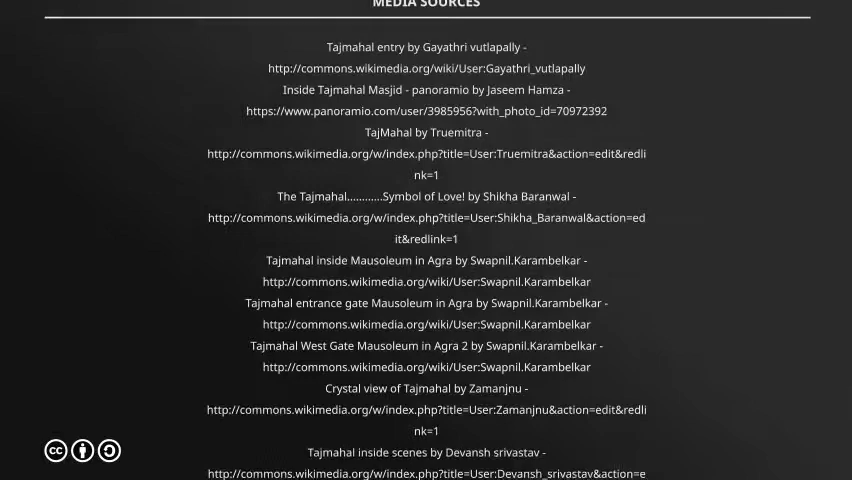 MEDIA SOURCES
Tajmahal entry by Gayathri vutlapally -
http://commons.wikimedia.org/wiki/User:Gayathri_vutlapally
Inside Tajmahal Masjid - panoramio by Jaseem Hamza -
https://www.panoramio.com/user/3985956?with_photo_id=70972392
TajMahal by Truemitra -
http://commons.wikimedia.org/w/index.php?title=User:Truemitra&action=edit&redli
nk=1
The Tajmahal............Symbol of Love! by Shikha Baranwal -
http://commons.wikimedia.org/w/index.php?title=User:Shikha_Baranwal&action=ed
it&redlink=1
Tajmahal inside Mausoleum in Agra by Swapnil.Karambelkar -
http://commons.wikimedia.org/wiki/User:Swapnil.Karambelkar
Tajmahal entrance gate Mausoleum in Agra by Swapnil.Karambelkar -
http://commons.wikimedia.org/wiki/User:Swapnil.Karambelkar
Tajmahal West Gate Mausoleum in Agra 2 by Swapnil.Karambelkar -
http://commons.wikimedia.org/wiki/User:Swapnil.Karambelkar
Crystal view of Tajmahal by Zamanjnu -
http://commons.wikimedia.org/w/index.php?title=User:Zamanjnu&action=edit&redli
nk=1
Tajmahal inside scenes by Devansh srivastav -
http://commons.wikimedia.org/w/index.php?title=User:Devansh_srivastav&action=e
cc